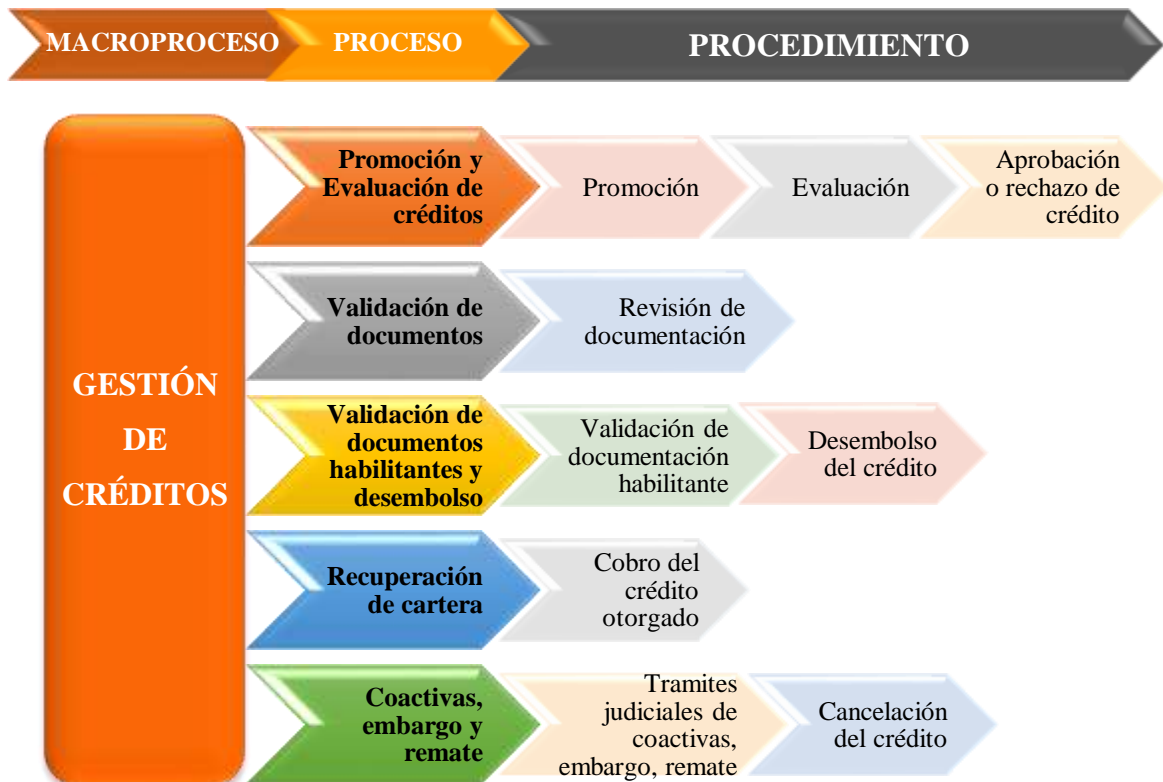 MACROPROCESO
PROCESO
PROCEDIMIENTO
GESTIÓN
DE
CRÉDITOS
Promoción y
Evaluación de
créditos
Promoción
Evaluación
Aprobación
o rechazo de
crédito
Validación de
documentos
Revisión de
documentación
Validación de
documentos
habilitantes y
desembolso
Validación de
documentación
habilitante
Desembolso
del crédito
Recuperación
de cartera
Cobro del
crédito
otorgado
Coactivas,
embargo y
remate
Tramites
judiciales de
coactivas,
embargo, remate
Cancelación
del crédito